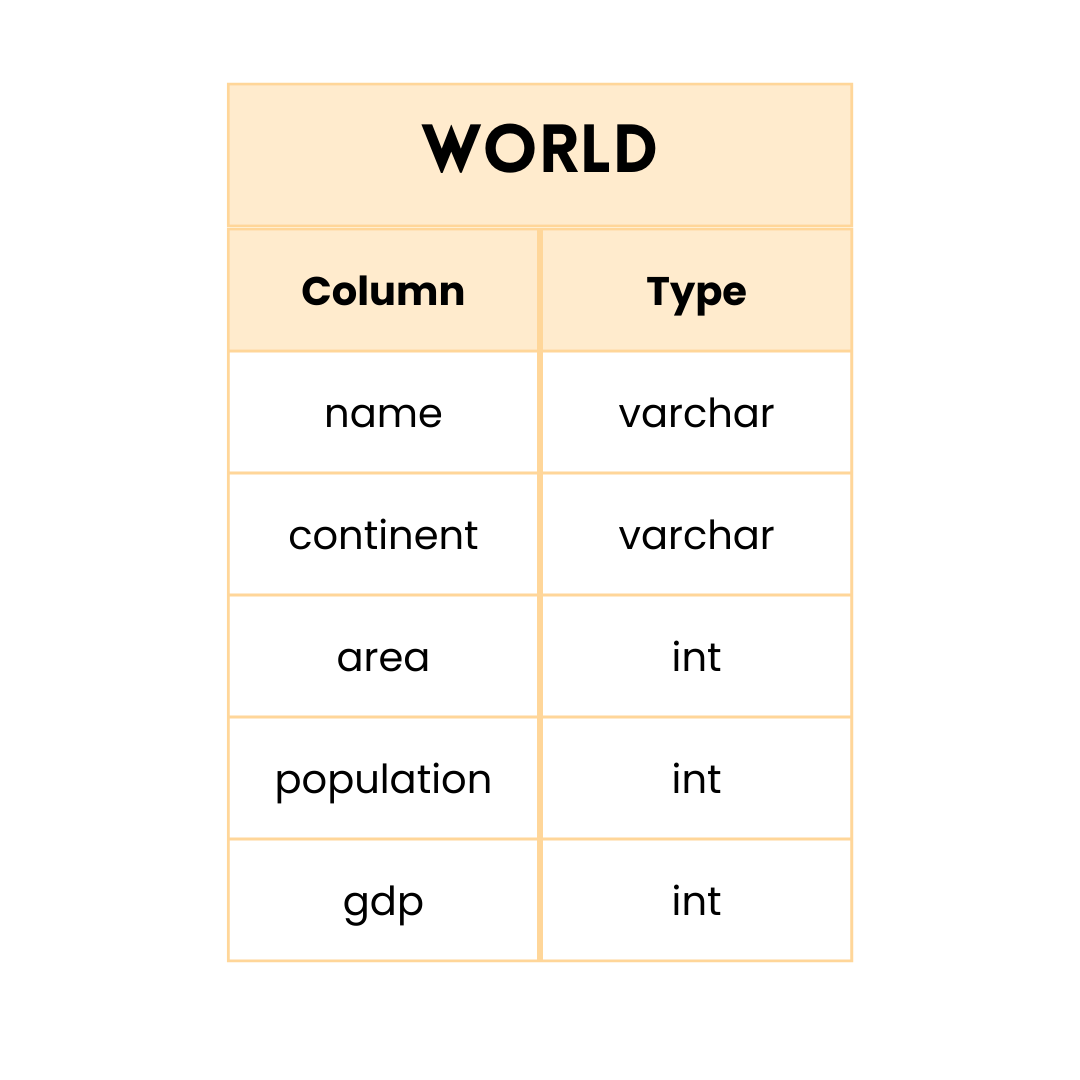 WORLD
Column Type
name varchar
continent varchar
area int
population int
gdp int